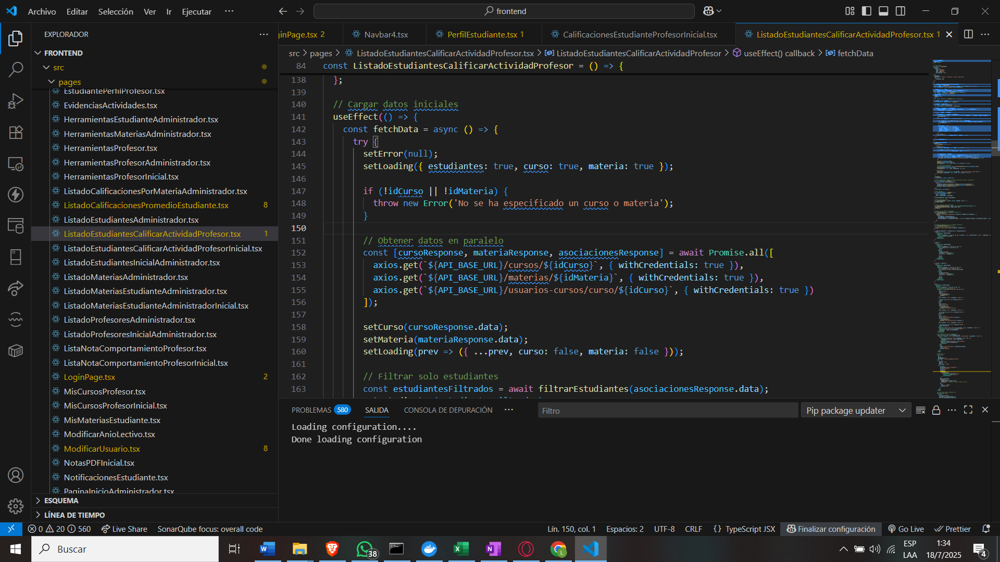 Archivo Editar Selección Ver Ir Ejecutar ··· frontend
EXPLORADOR ···
FRONTEND
src
pages
EstudiantePerfilProfesor.tsx
EvidenciasActividades.tsx
HerramientasEstudianteAdministrador.tsx
HerramientasMateriasAdministrador.tsx
HerramientasProfesor.tsx
HerramientasProfesorAdministrador.tsx
HerramientasProfesorInicial.tsx
ListadoCalificacionesPorMateriaAdministrador.tsx
ListadoCalificacionesPromedioEstudiante.tsx 8
ListadoEstudiantesAdministrador.tsx
ListadoEstudiantesCalificarActividadProfesor.tsx 1
ListadoEstudiantesCalificarActividadProfesorInicial.tsx
ListadoEstudiantesInicialAdministrador.tsx
ListadoMateriasAdministrador.tsx
ListadoMateriasEstudianteAdministrador.tsx
ListadoMateriasEstudianteAdministradorInicial.tsx
ListadoProfesoresAdministrador.tsx
ListadoProfesoresInicialAdministrador.tsx
ListaNotaComportamientoProfesor.tsx
ListaNotaComportamientoProfesorInicial.tsx
LoginPage.tsx 2
MisCursosProfesor.tsx
MisCursosProfesorInicial.tsx
MisMateriasEstudiante.tsx
ModificarAnioLectivo.tsx
ModificarUsuario.tsx 8
NotasPDFInicial.tsx
NotificacionesEstudiante.tsx
PaginaInicioAdministrador.tsx
ESQUEMA
LÍNEA DE TIEMPO
ginPage.tsx 2 Navbar4.tsx PerfilEstudiante.tsx 1 CalificacionesEstudianteProfesorInicial.tsx ListadoEstudiantesCalificarActividadProfesor.tsx 1
src > pages > ListadoEstudiantesCalificarActividadProfesor.tsx > ListadoEstudiantesCalificarActividadProfesor > useEffect() callback > fetchData
84 const ListadoEstudiantesCalificarActividadProfesor = () => {
138 };
139
140 // Cargar datos iniciales
141 useEffect(() => {
142 const fetchData = async () => {
143 try {
144 setError(null);
145 setLoading({ estudiantes: true, curso: true, materia: true });
146
147 if (!idCurso || !idMateria) {
148 throw new Error('No se ha especificado un curso o materia');
149 }
150
151 // Obtener datos en paralelo
152 const [cursoResponse, materiaResponse, asociacionesResponse] = await Promise.all([
153 axios.get(`${API_BASE_URL}/cursos/${idCurso}`, { withCredentials: true }),
154 axios.get(`${API_BASE_URL}/materias/${idMateria}`, { withCredentials: true }),
155 axios.get(`${API_BASE_URL}/usuarios-cursos/curso/${idCurso}`, { withCredentials: true })
156 ]);
157
158 setCurso(cursoResponse.data);
159 setMateria(materiaResponse.data);
160 setLoading(prev => ({ ...prev, curso: false, materia: false }));
161
162 // Filtrar solo estudiantes
163 const estudiantesFiltrados = await filtrarEstudiantes(asociacionesResponse.data);
PROBLEMAS 580 SALIDA CONSOLA DE DEPURACIÓN ··· Filtro Pip package updater
Loading configuration....
Done loading configuration
0 20 560 Live Share SonarQube focus: overall code Lín. 150, col. 1 Espacios: 2 UTF-8 CRLF {} TypeScript JSX Finalizar configuración Go Live Prettier
Buscar 38 ESP LAA 1:34 18/7/2025 4